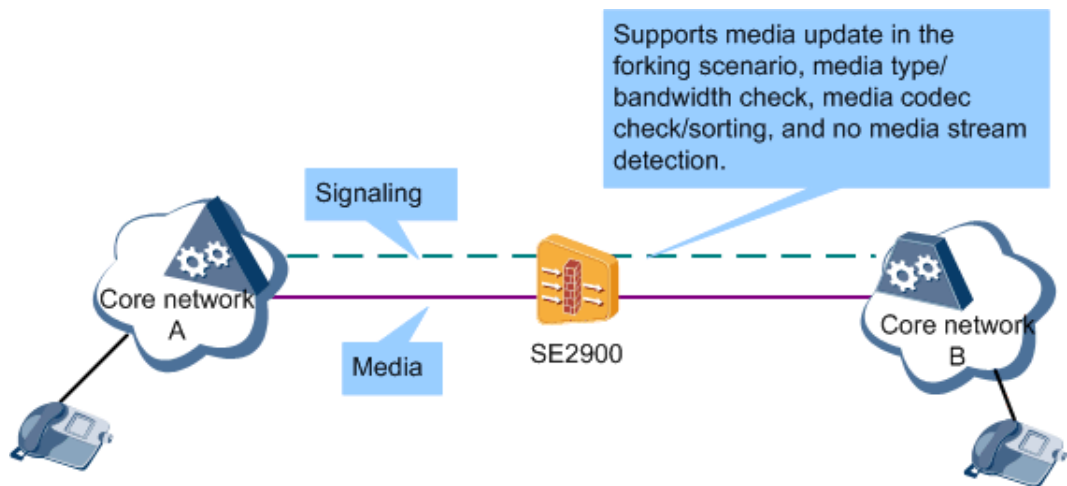 Supports media update in the
forking scenario, media type/
bandwidth check, media codec
check/sorting, and no media stream
detection.
Signaling
Core network
A
Media
SE2900
Core network
B